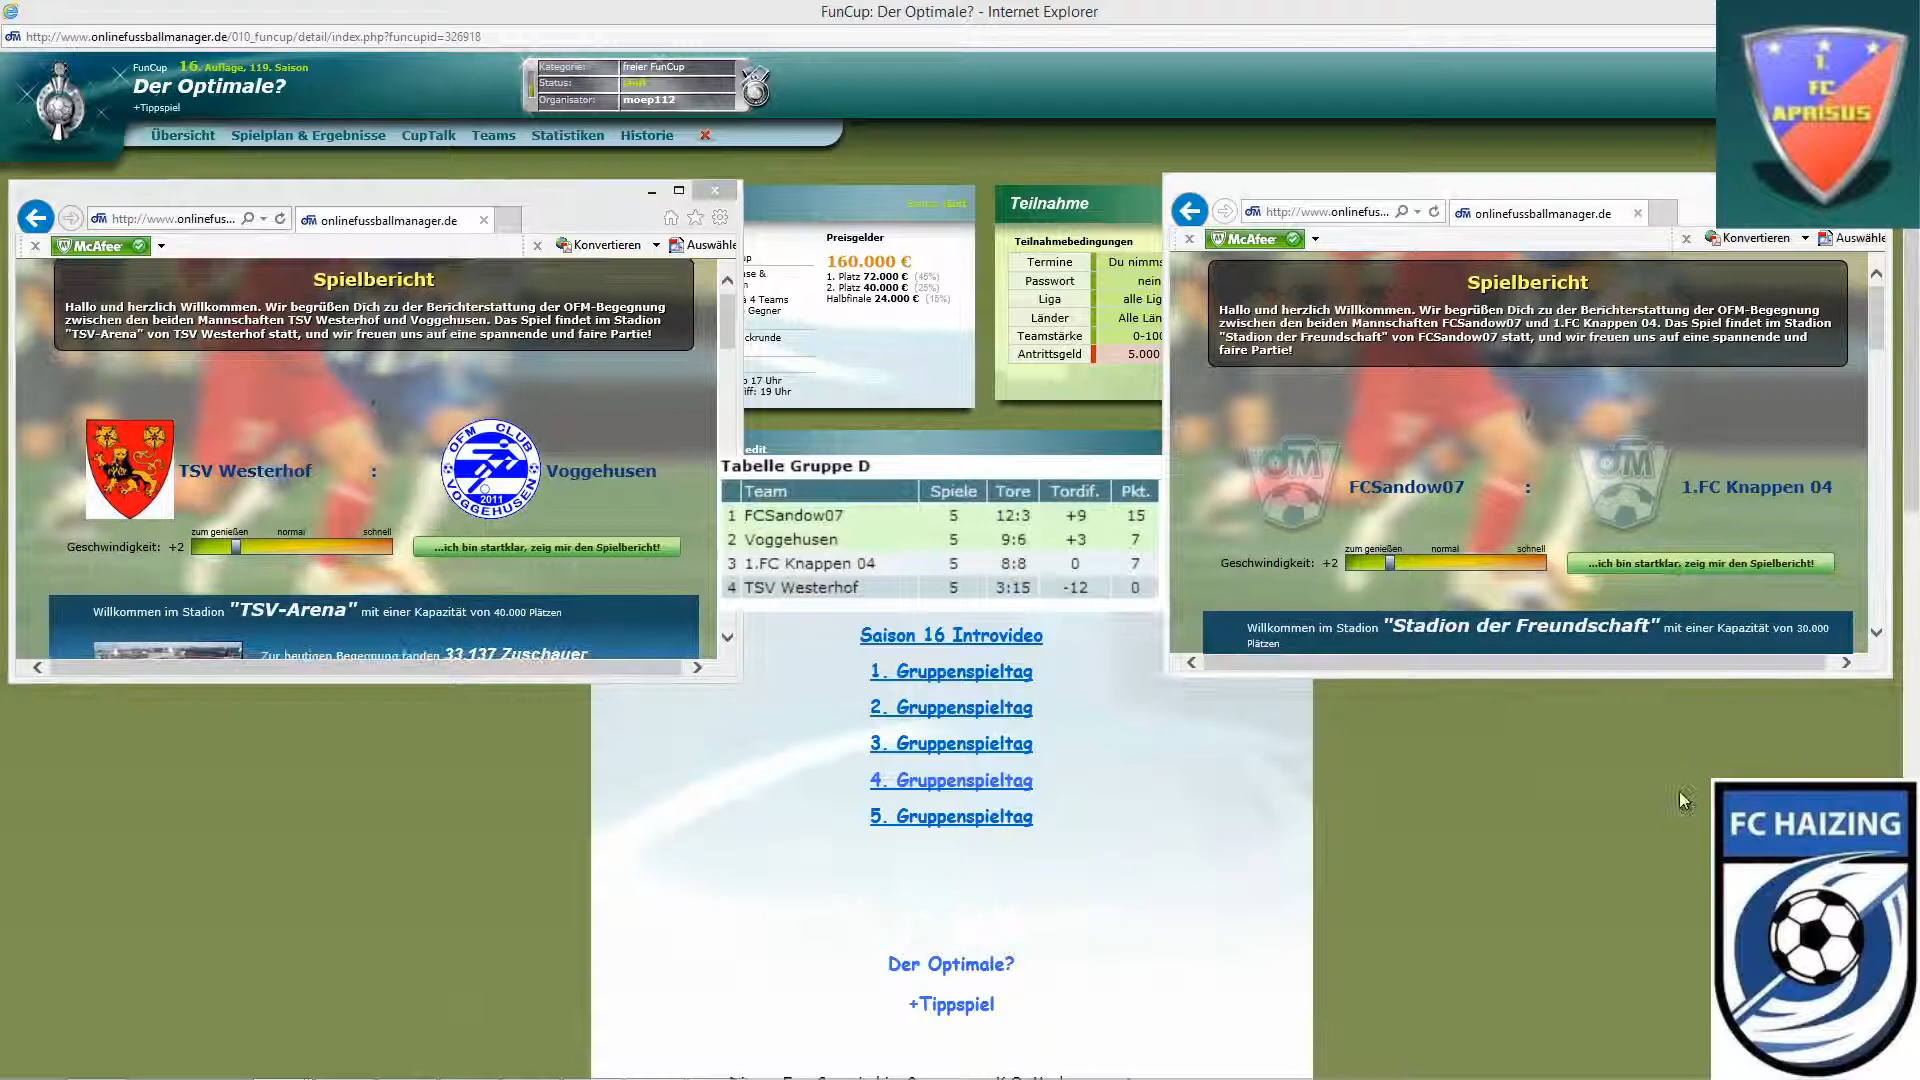 FunCup: Der Optimale? - Internet Explorer
http://www.onlinefussballmanager.de/010_funcup/detail/index.php?funcupid=326918
FunCup 16. Auflage, 119. Saison
Der Optimale?
+Tippspiel
Kategorie: freier FunCup
Status: läuft
Organisator: moep112
Übersicht Spielplan & Ergebnisse CupTalk Teams Statistiken Historie
1.
FC
APRISUS
http://www.onlinefus...
onlinefussballmanager.de
McAfee
Konvertieren
Auswähle
Spielbericht
Hallo und herzlich Willkommen. Wir begrüßen Dich zu der Berichterstattung der OFM-Begegnung
zwischen den beiden Mannschaften TSV Westerhof und Voggehusen. Das Spiel findet im Stadion
"TSV-Arena" von TSV Westerhof statt, und wir freuen uns auf eine spannende und faire Partie!
OFM CLUB
2011
VOGGEHUSEN
TSV Westerhof : Voggehusen
zum genießen normal schnell
Geschwindigkeit: +2
...ich bin startklar, zeig mir den Spielbericht!
Willkommen im Stadion "TSV-Arena" mit einer Kapazität von 40.000 Plätzen
Zur heutigen Begegnung fanden 33.137 Zuschauer
Preisgelder
160.000 €
1. Platz 72.000 € (45%)
2. Platz 40.000 € (25%)
Halbfinale 24.000 € (15%)
à 4 Teams
Gegner
ckrunde
o 17 Uhr
iff: 19 Uhr
edit
Teilnahme
Teilnahmebedingungen
Termine Du nimms
Passwort nein
Liga alle Lig
Länder Alle Län
Teamstärke 0-100
Antrittsgeld 5.000
Tabelle Gruppe D
Team Spiele Tore Tordif. Pkt.
1 FCSandow07 5 12:3 +9 15
2 Voggehusen 5 9:6 +3 7
3 1.FC Knappen 04 5 8:8 0 7
4 TSV Westerhof 5 3:15 -12 0
Saison 16 Introvideo
1. Gruppenspieltag
2. Gruppenspieltag
3. Gruppenspieltag
4. Gruppenspieltag
5. Gruppenspieltag
Der Optimale?
+Tippspiel
http://www.onlinefus...
onlinefussballmanager.de
McAfee
Konvertieren
Auswähle
Spielbericht
Hallo und herzlich Willkommen. Wir begrüßen Dich zu der Berichterstattung der OFM-Begegnung
zwischen den beiden Mannschaften FCSandow07 und 1.FC Knappen 04. Das Spiel findet im Stadion
"Stadion der Freundschaft" von FCSandow07 statt, und wir freuen uns auf eine spannende und
faire Partie!
FCSandow07 : 1.FC Knappen 04
zum genießen normal schnell
Geschwindigkeit: +2
...ich bin startklar, zeig mir den Spielbericht!
Willkommen im Stadion "Stadion der Freundschaft" mit einer Kapazität von 30.000
Plätzen
FC HAIZING